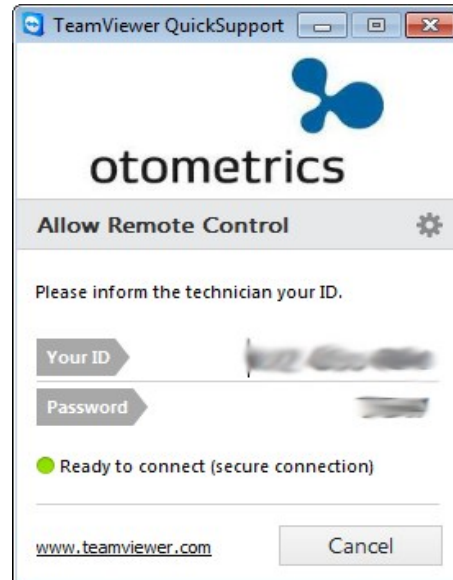 TeamViewer QuickSupport
otometrics
Allow Remote Control
Please inform the technician your ID.
Your ID
Password
Ready to connect (secure connection)
www.teamviewer.com
Cancel